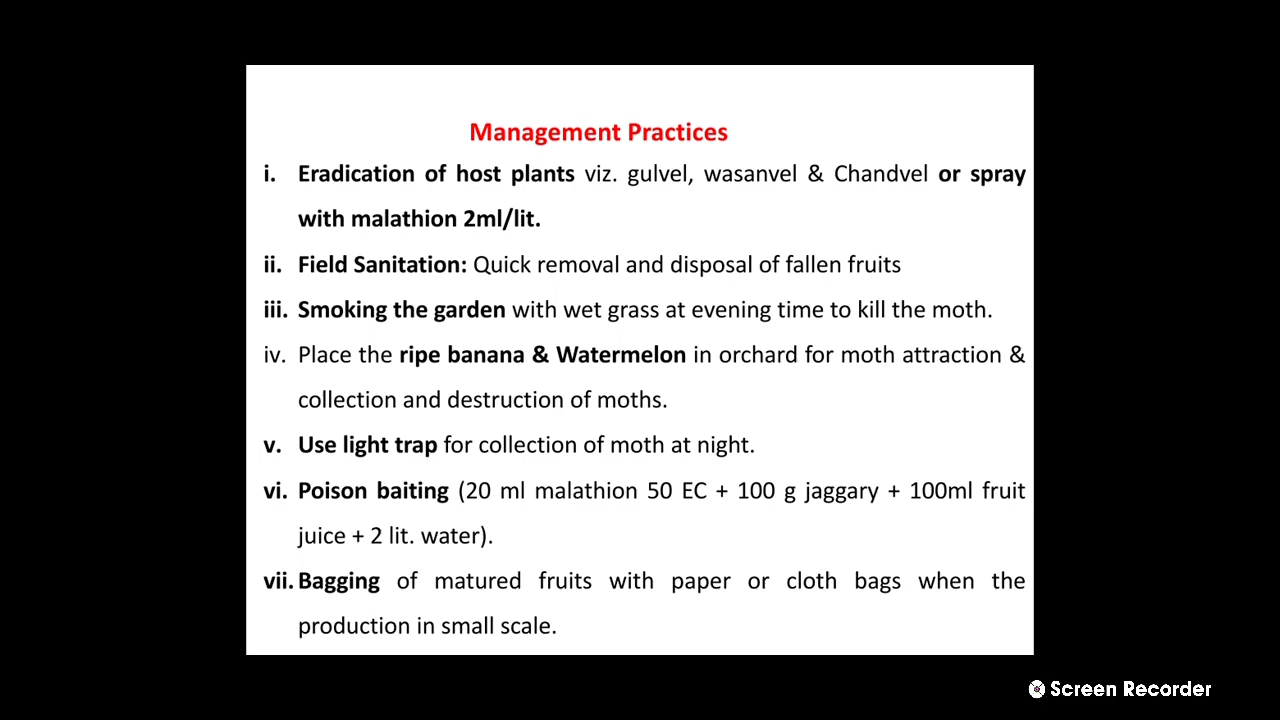 Management Practices
i. Eradication of host plants viz. gulvel, wasanvel & Chandvel or spray
with malathion 2ml/lit.
ii. Field Sanitation: Quick removal and disposal of fallen fruits
iii. Smoking the garden with wet grass at evening time to kill the moth.
iv. Place the ripe banana & Watermelon in orchard for moth attraction &
collection and destruction of moths.
v. Use light trap for collection of moth at night.
vi. Poison baiting (20 ml malathion 50 EC + 100 g jaggary + 100ml fruit
juice + 2 lit. water).
vii. Bagging of matured fruits with paper or cloth bags when the
production in small scale.
Screen Recorder